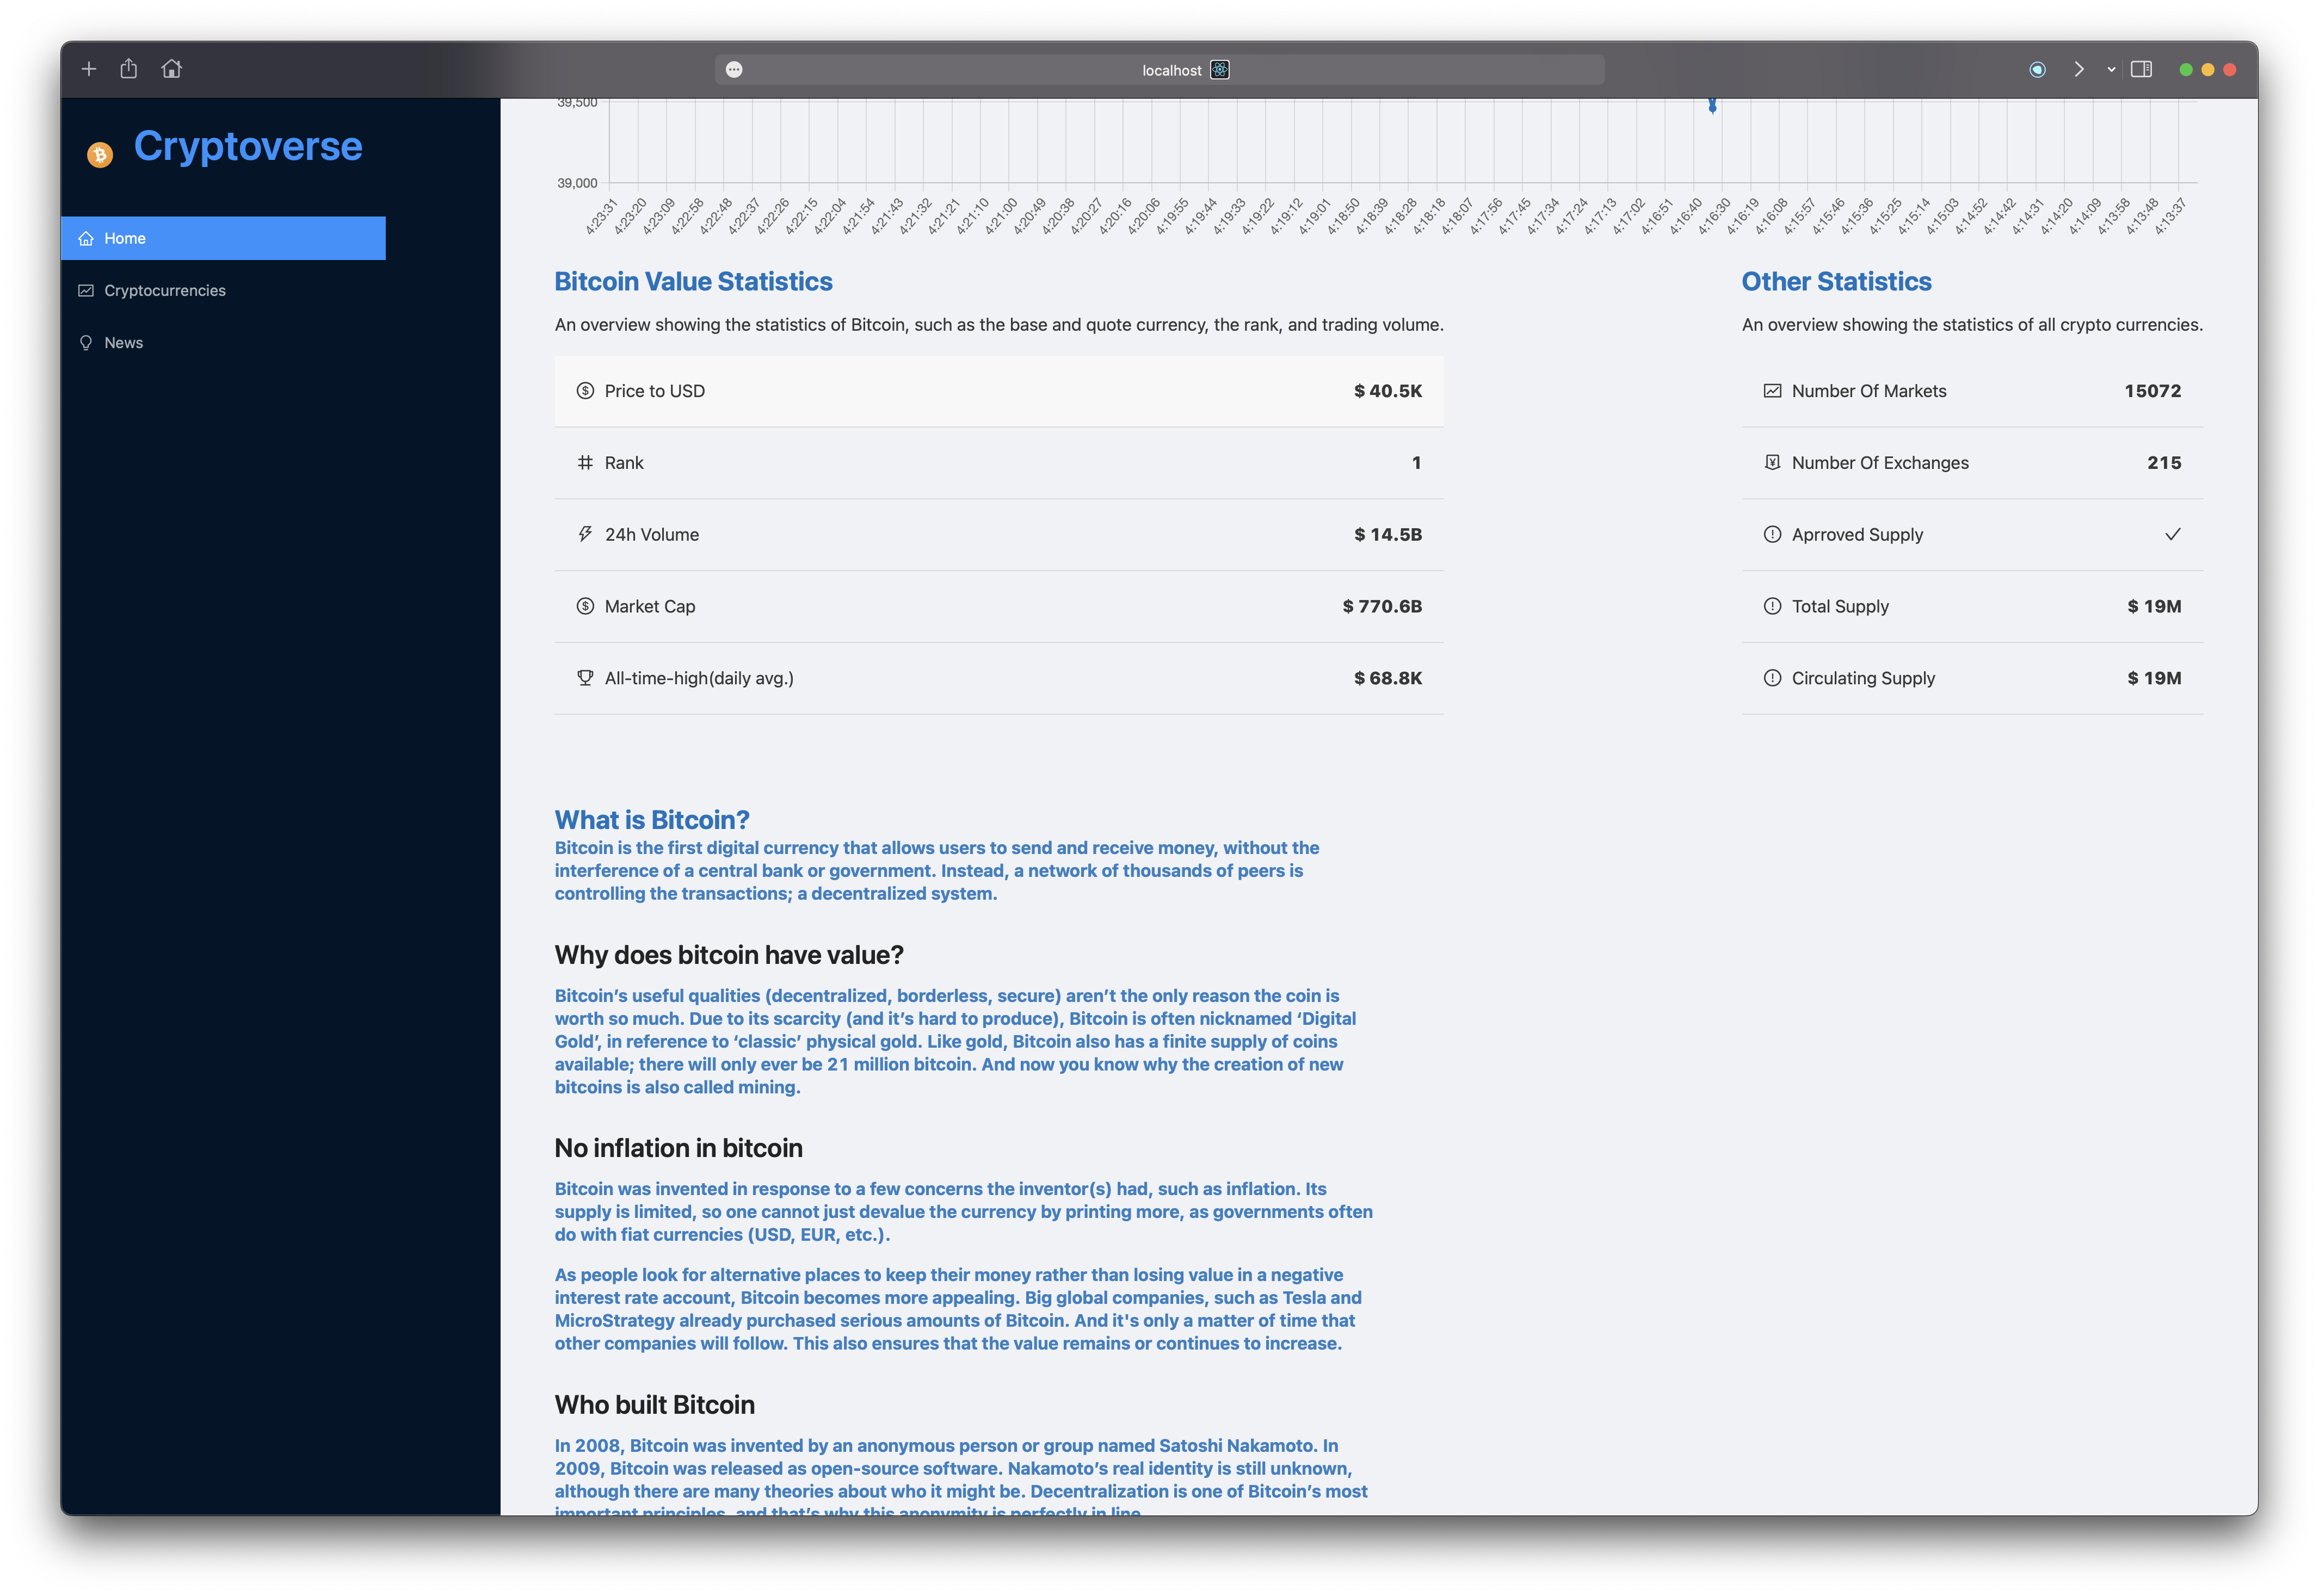 localhost
Cryptoverse
Home
Cryptocurrencies
News
39,500
39,000
4:23:31
4:23:20
4:23:09
4:22:58
4:22:48
4:22:37
4:22:26
4:22:15
4:22:04
4:21:54
4:21:43
4:21:32
4:21:21
4:21:10
4:21:00
4:20:49
4:20:38
4:20:27
4:20:16
4:20:06
4:19:55
4:19:44
4:19:33
4:19:22
4:19:12
4:19:01
4:18:50
4:18:39
4:18:28
4:18:18
4:18:07
4:17:56
4:17:45
4:17:34
4:17:24
4:17:13
4:17:02
4:16:51
4:16:40
4:16:30
4:16:19
4:16:08
4:15:57
4:15:46
4:15:36
4:15:25
4:15:14
4:15:03
4:14:52
4:14:42
4:14:31
4:14:20
4:14:09
4:13:58
4:13:48
4:13:37
Bitcoin Value Statistics
An overview showing the statistics of Bitcoin, such as the base and quote currency, the rank, and trading volume.
Price to USD $ 40.5K
Rank 1
24h Volume $ 14.5B
Market Cap $ 770.6B
All-time-high(daily avg.) $ 68.8K
Other Statistics
An overview showing the statistics of all crypto currencies.
Number Of Markets 15072
Number Of Exchanges 215
Aprroved Supply
Total Supply $ 19M
Circulating Supply $ 19M
What is Bitcoin?
Bitcoin is the first digital currency that allows users to send and receive money, without the
interference of a central bank or government. Instead, a network of thousands of peers is
controlling the transactions; a decentralized system.
Why does bitcoin have value?
Bitcoin’s useful qualities (decentralized, borderless, secure) aren’t the only reason the coin is
worth so much. Due to its scarcity (and it’s hard to produce), Bitcoin is often nicknamed ‘Digital
Gold’, in reference to ‘classic’ physical gold. Like gold, Bitcoin also has a finite supply of coins
available; there will only ever be 21 million bitcoin. And now you know why the creation of new
bitcoins is also called mining.
No inflation in bitcoin
Bitcoin was invented in response to a few concerns the inventor(s) had, such as inflation. Its
supply is limited, so one cannot just devalue the currency by printing more, as governments often
do with fiat currencies (USD, EUR, etc.).
As people look for alternative places to keep their money rather than losing value in a negative
interest rate account, Bitcoin becomes more appealing. Big global companies, such as Tesla and
MicroStrategy already purchased serious amounts of Bitcoin. And it's only a matter of time that
other companies will follow. This also ensures that the value remains or continues to increase.
Who built Bitcoin
In 2008, Bitcoin was invented by an anonymous person or group named Satoshi Nakamoto. In
2009, Bitcoin was released as open-source software. Nakamoto’s real identity is still unknown,
although there are many theories about who it might be. Decentralization is one of Bitcoin’s most
important principles, and that’s why this anonymity is perfectly in line.